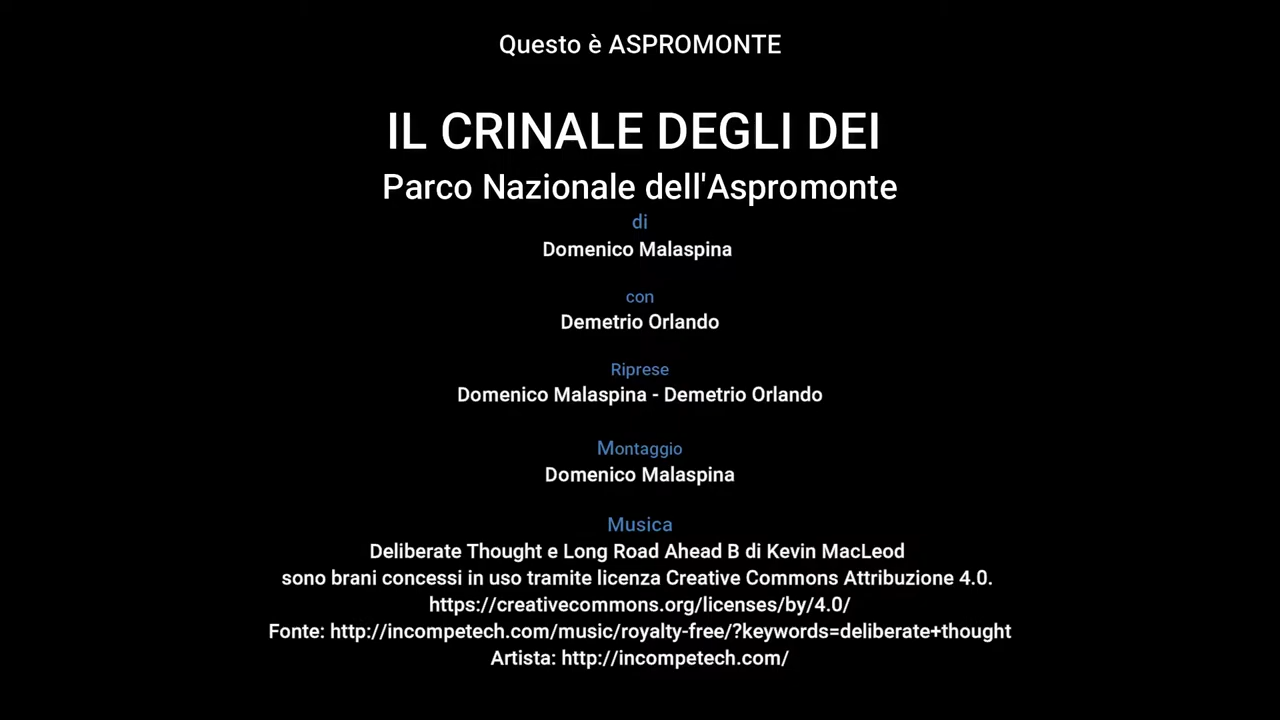 Questo è ASPROMONTE
IL CRINALE DEGLI DEI
Parco Nazionale dell'Aspromonte
di
Domenico Malaspina
con
Demetrio Orlando
Riprese
Domenico Malaspina - Demetrio Orlando
Montaggio
Domenico Malaspina
Musica
Deliberate Thought e Long Road Ahead B di Kevin MacLeod
sono brani concessi in uso tramite licenza Creative Commons Attribuzione 4.0.
https://creativecommons.org/licenses/by/4.0/
Fonte: http://incompetech.com/music/royalty-free/?keywords=deliberate+thought
Artista: http://incompetech.com/